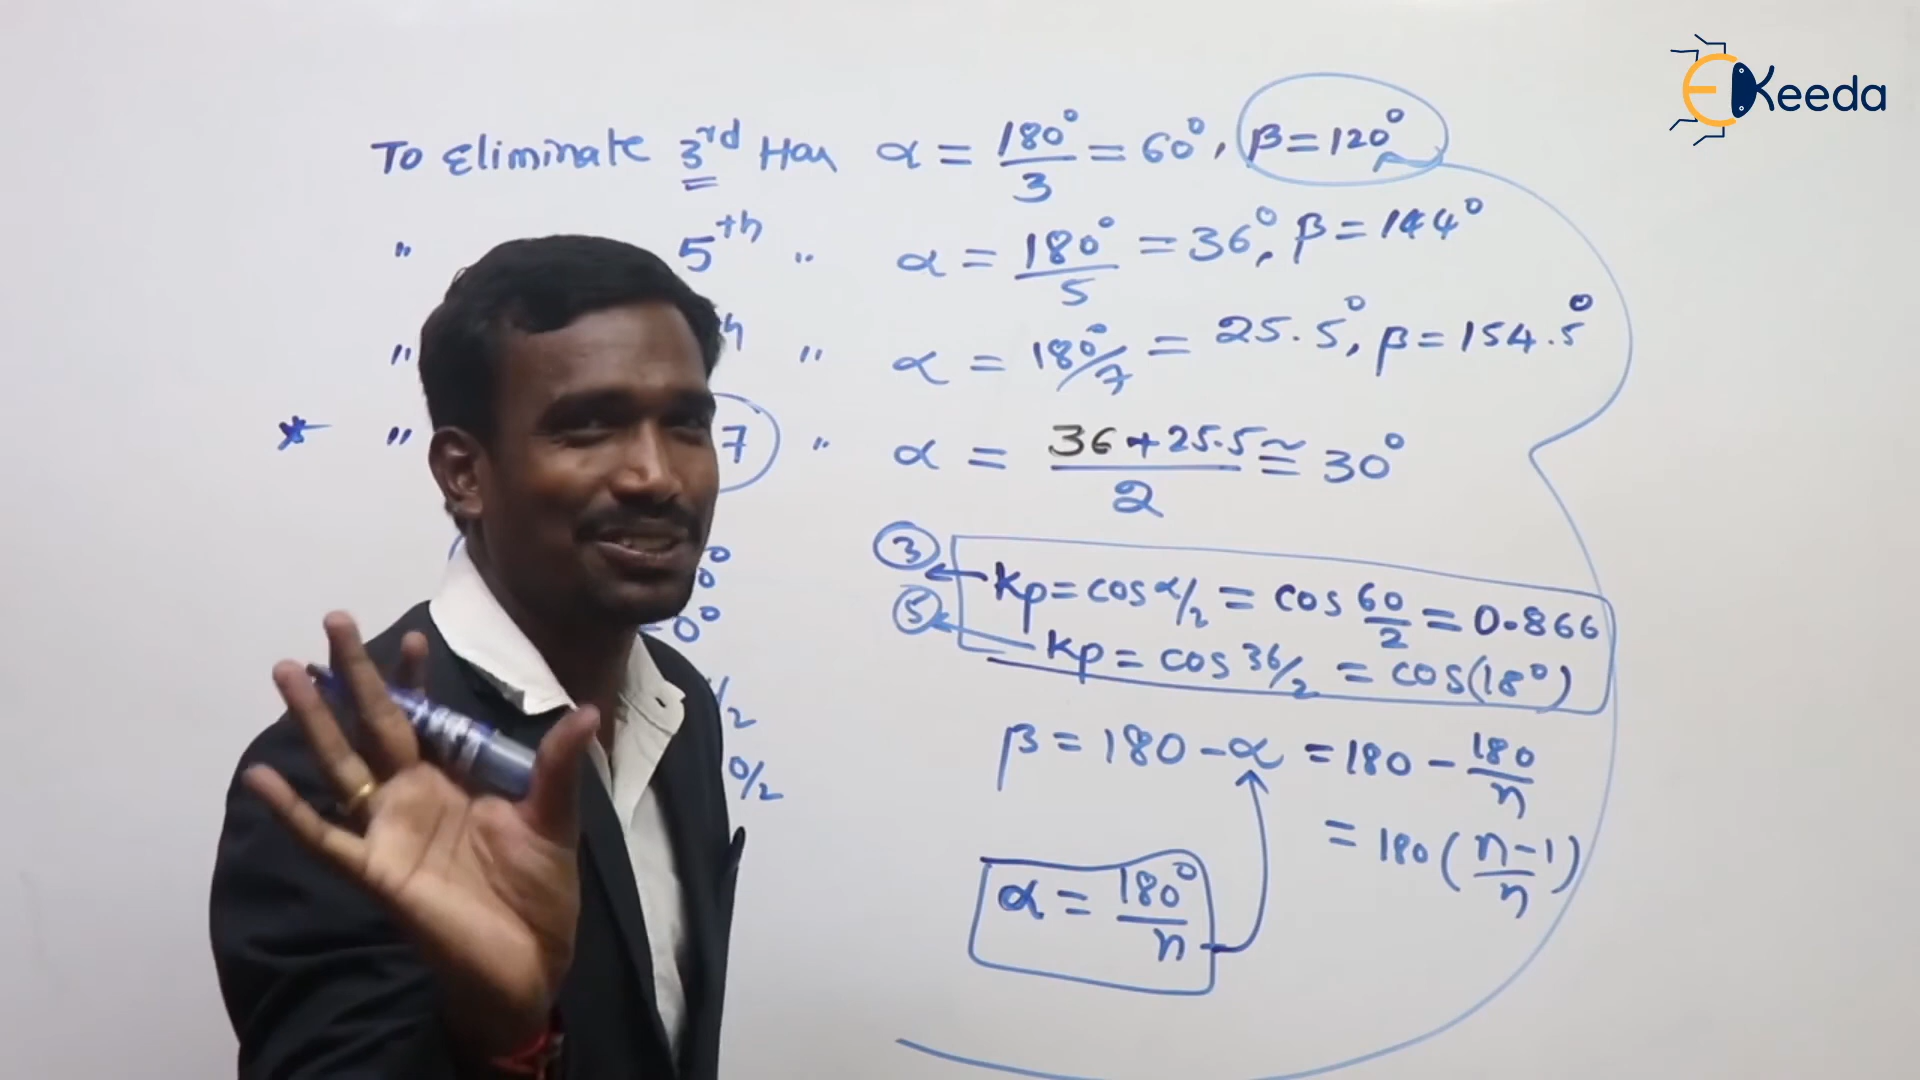 EKeeda
To Eliminate 3rd Har α = 180°/3 = 60°, β = 120°
" 5th " α = 180°/5 = 36°, β = 144°
" " α = 180°/7 = 25.5°, β = 154.5°
* " 7 " α = 36+25.5/2 ≅ 30°
③ Kp = cos α/2 = cos 60/2 = 0.866
⑤ Kp = cos 36/2 = cos(18°)
β = 180 - α = 180 - 180/n
= 180 (n-1/n)
α = 180°/n